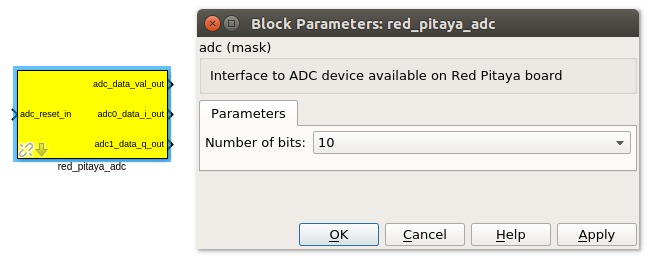 adc_data_val_out
adc_reset_in
adc0_data_i_out
adc1_data_q_out
red_pitaya_adc
Block Parameters: red_pitaya_adc
adc (mask)
Interface to ADC device available on Red Pitaya board
Parameters
Number of bits: 10
OK Cancel Help Apply